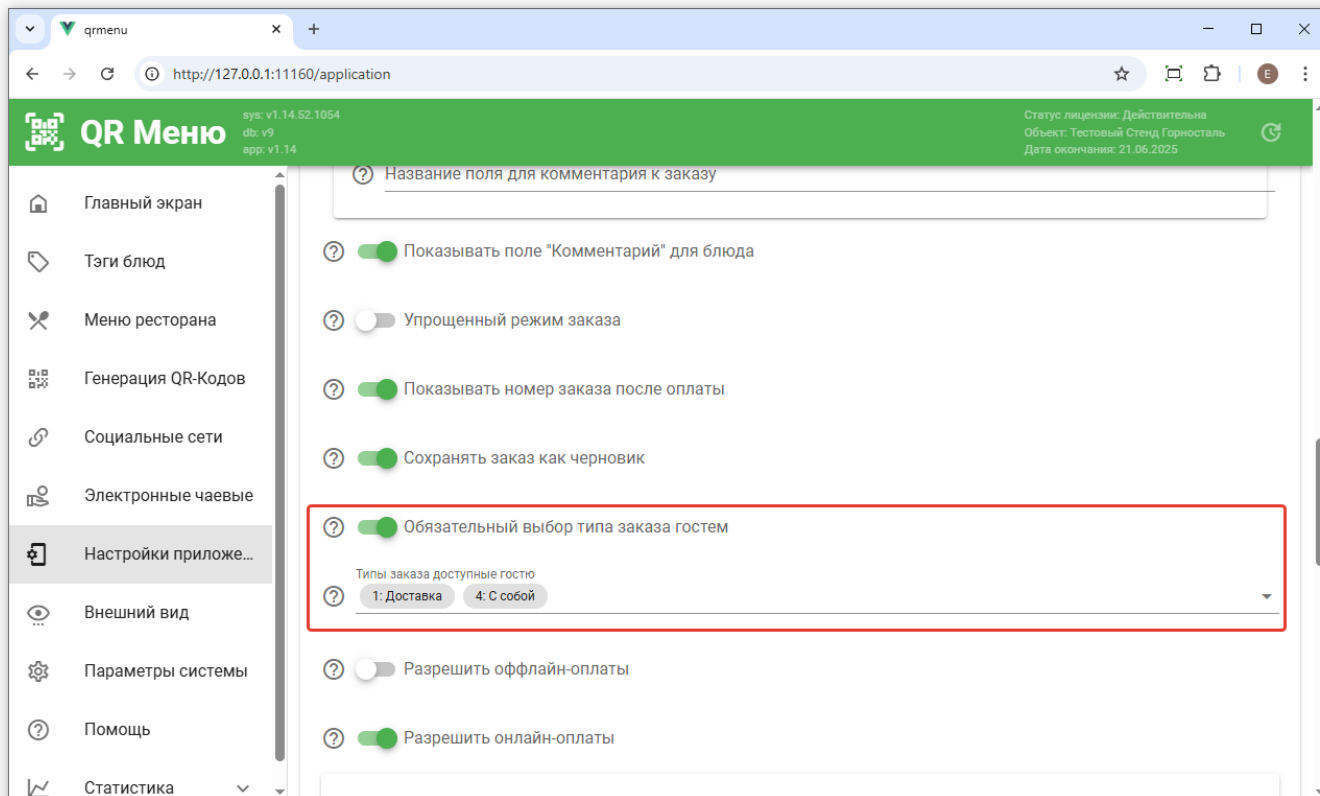 qrmenu
http://127.0.0.1:11160/application
E
QR Меню
sys: v1.14.52.1054
db: v9
app: v1.14
Статус лицензии: Действительна
Объект: Тестовый Стенд Горносталь
Дата окончания: 21.06.2025
Главный экран
Тэги блюд
Меню ресторана
Генерация QR-Кодов
Социальные сети
Электронные чаевые
Настройки приложе...
Внешний вид
Параметры системы
Помощь
Статистика
Название поля для комментария к заказу
Показывать поле "Комментарий" для блюда
Упрощенный режим заказа
Показывать номер заказа после оплаты
Сохранять заказ как черновик
Обязательный выбор типа заказа гостем
Типы заказа доступные гостю
1: Доставка 4: С собой
Разрешить оффлайн-оплаты
Разрешить онлайн-оплаты